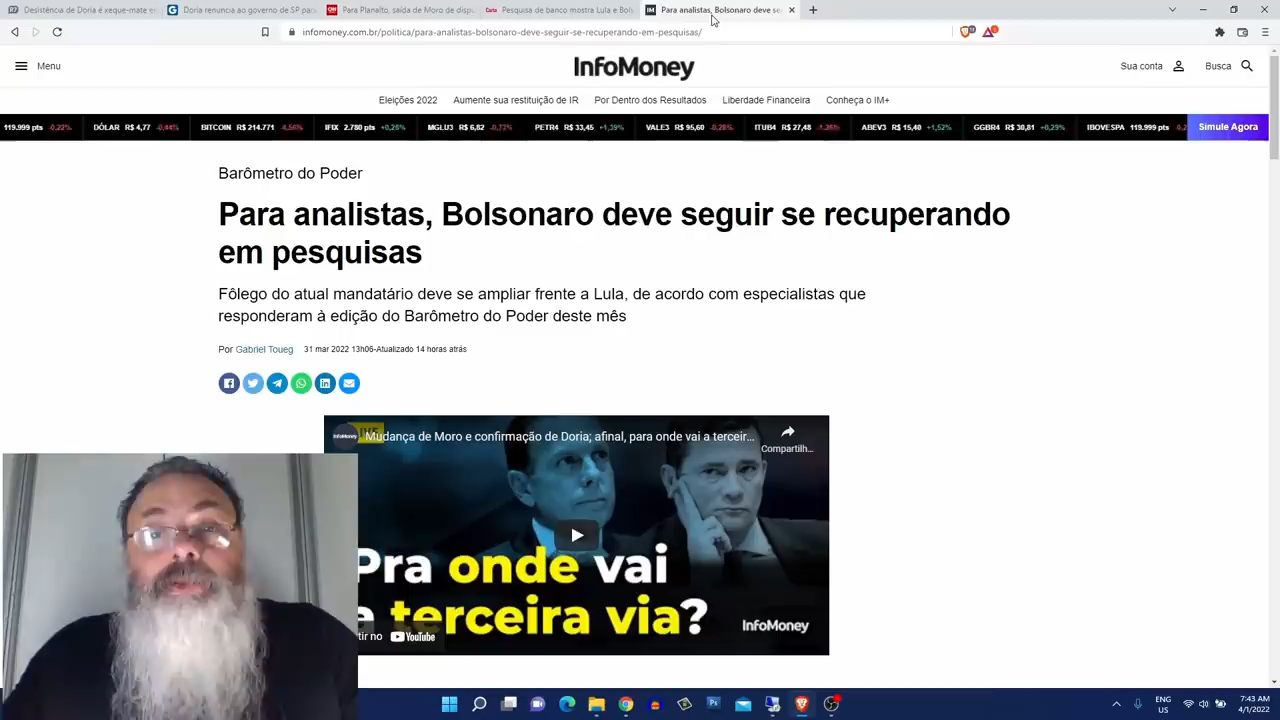 Desistência de Doria é xeque-mate em
Doria renuncia ao governo de SP pa
Para Planalto, saída de Moro de disp
Pesquisa de banco mostra Lula e Bols
Para analistas, Bolsonaro deve se
infomoney.com.br/politica/para-analistas-bolsonaro-deve-seguir-se-recuperando-em-pesquisas/
Menu
InfoMoney
Sua conta
Busca
Eleições 2022
Aumente sua restituição de IR
Por Dentro dos Resultados
Liberdade Financeira
Conheça o IM+
119.999 pts -0,22%
DÓLAR R$ 4,77 -0,44%
BITCOIN R$ 214.771 -4,56%
IFIX 2.780 pts +0,26%
MGLU3 R$ 6,82 -0,73%
PETR4 R$ 33,45 +1,39%
VALE3 R$ 95,60 -0,28%
ITUB4 R$ 27,48
ABEV3 R$ 15,40 +1,52%
GGBR4 R$ 30,81 +0,29%
IBOVESPA 119.999 pts
Simule Agora
Barômetro do Poder
Para analistas, Bolsonaro deve seguir se recuperando
em pesquisas
Fôlego do atual mandatário deve se ampliar frente a Lula, de acordo com especialistas que
responderam à edição do Barômetro do Poder deste mês
Por Gabriel Toueg 31 mar 2022 13h06-Atualizado 14 horas atrás
InfoMoney
Mudança de Moro e confirmação de Doria; afinal, para onde vai a terceir...
Compartilh...
Pra onde vai
terceira via?
InfoMoney
tir no YouTube
ENG
US
7:43 AM
4/1/2022